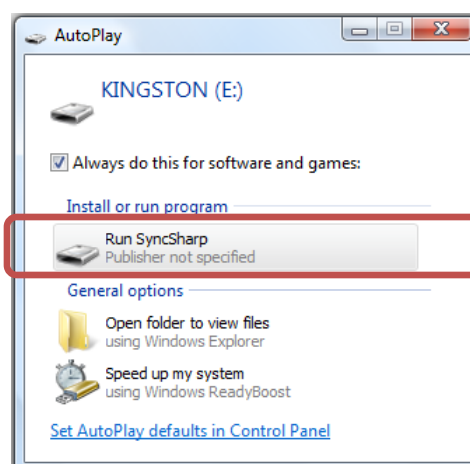 AutoPlay
KINGSTON (E:)
Always do this for software and games:
Install or run program
Run SyncSharp
Publisher not specified
General options
Open folder to view files
using Windows Explorer
Speed up my system
using Windows ReadyBoost
Set AutoPlay defaults in Control Panel